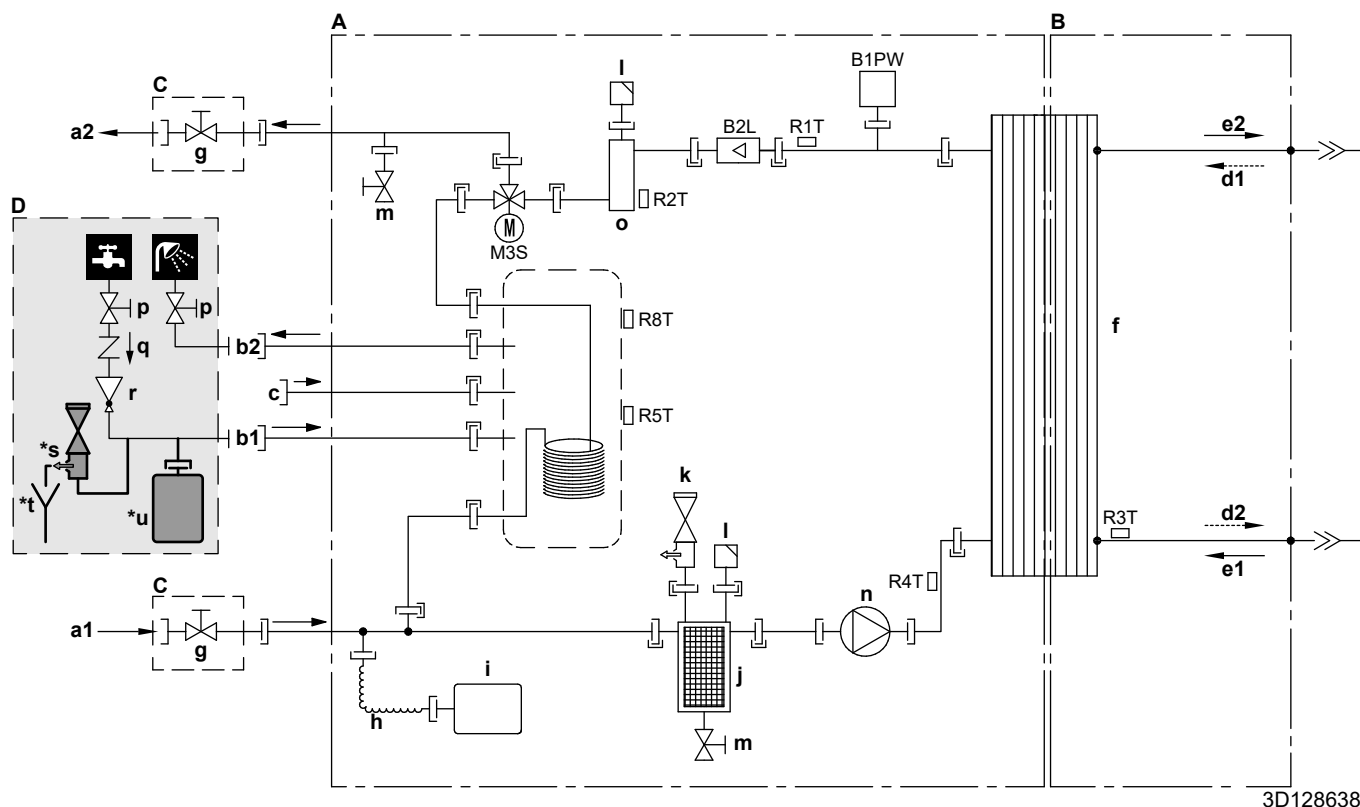 A
B
C
l
B1PW
a2
g
B2L
R1T
e2
d1
m
R2T
o
D
M
M3S
p
p
R8T
f
q
b2
r
c
R5T
b1
*s
k
*t
*u
l
R3T
d2
C
R4T
e1
n
a1
g
i
j
h
m
3D128638